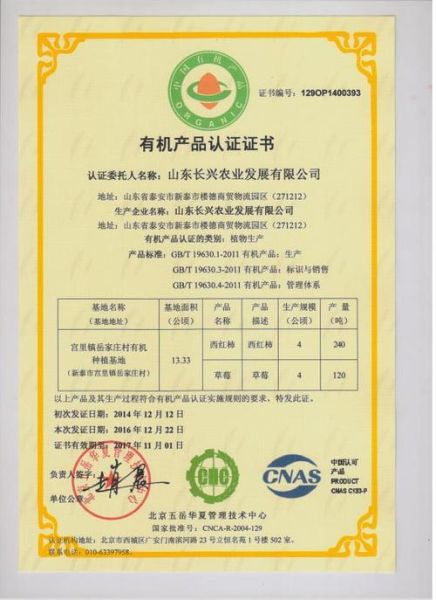 中国有机产品
ORGANIC
证书编号：129OP1400393
有机产品认证证书
认证委托人名称：山东长兴农业发展有限公司
地址：山东省泰安市新泰市楼德商贸物流园区（271212）
生产企业名称：山东长兴农业发展有限公司
地址：山东省泰安市新泰市楼德商贸物流园区（271212）
有机产品认证的类别：植物生产
产品标准：GB/T 19630.1-2011 有机产品：生产
GB/T 19630.3-2011 有机产品：标识与销售
GB/T 19630.4-2011 有机产品：管理体系
基地名称 基地面积 产品 产品 生产规模 产 量
（基地地址） （公顷） 名称 描述 （公顷） （吨）
宫里镇岳家庄村有机 13.33 西红柿 西红柿 4 240
种植基地
（新泰市宫里镇岳家庄村） 草莓 草莓 4 120
以上产品及其生产过程符合有机产品认证实施规则的要求，特发此证。
初次发证日期：2014 年 12 月 12 日
本次发证日期：2016 年 12 月 22 日
证书有效期至：2017 年 11 月 01 日
负责人签字：
单位公章：
CHC
CNAS
中国认可
产品
PRODUCT
CNAS C133-P
北京五岳华夏管理技术中心
国家批准号：CNCA-R-2004-129
认证机构地址：北京市西城区广安门南滨河路 23 号立恒名苑 1 号楼 502 室
联系电话：010-63397958